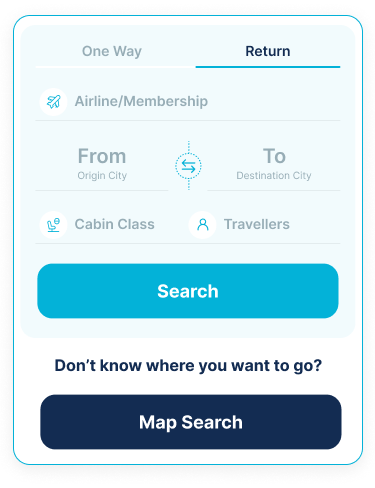 One Way Return
Airline/Membership
From To
Origin City Destination City
Cabin Class Travellers
Search
Don't know where you want to go?
Map Search